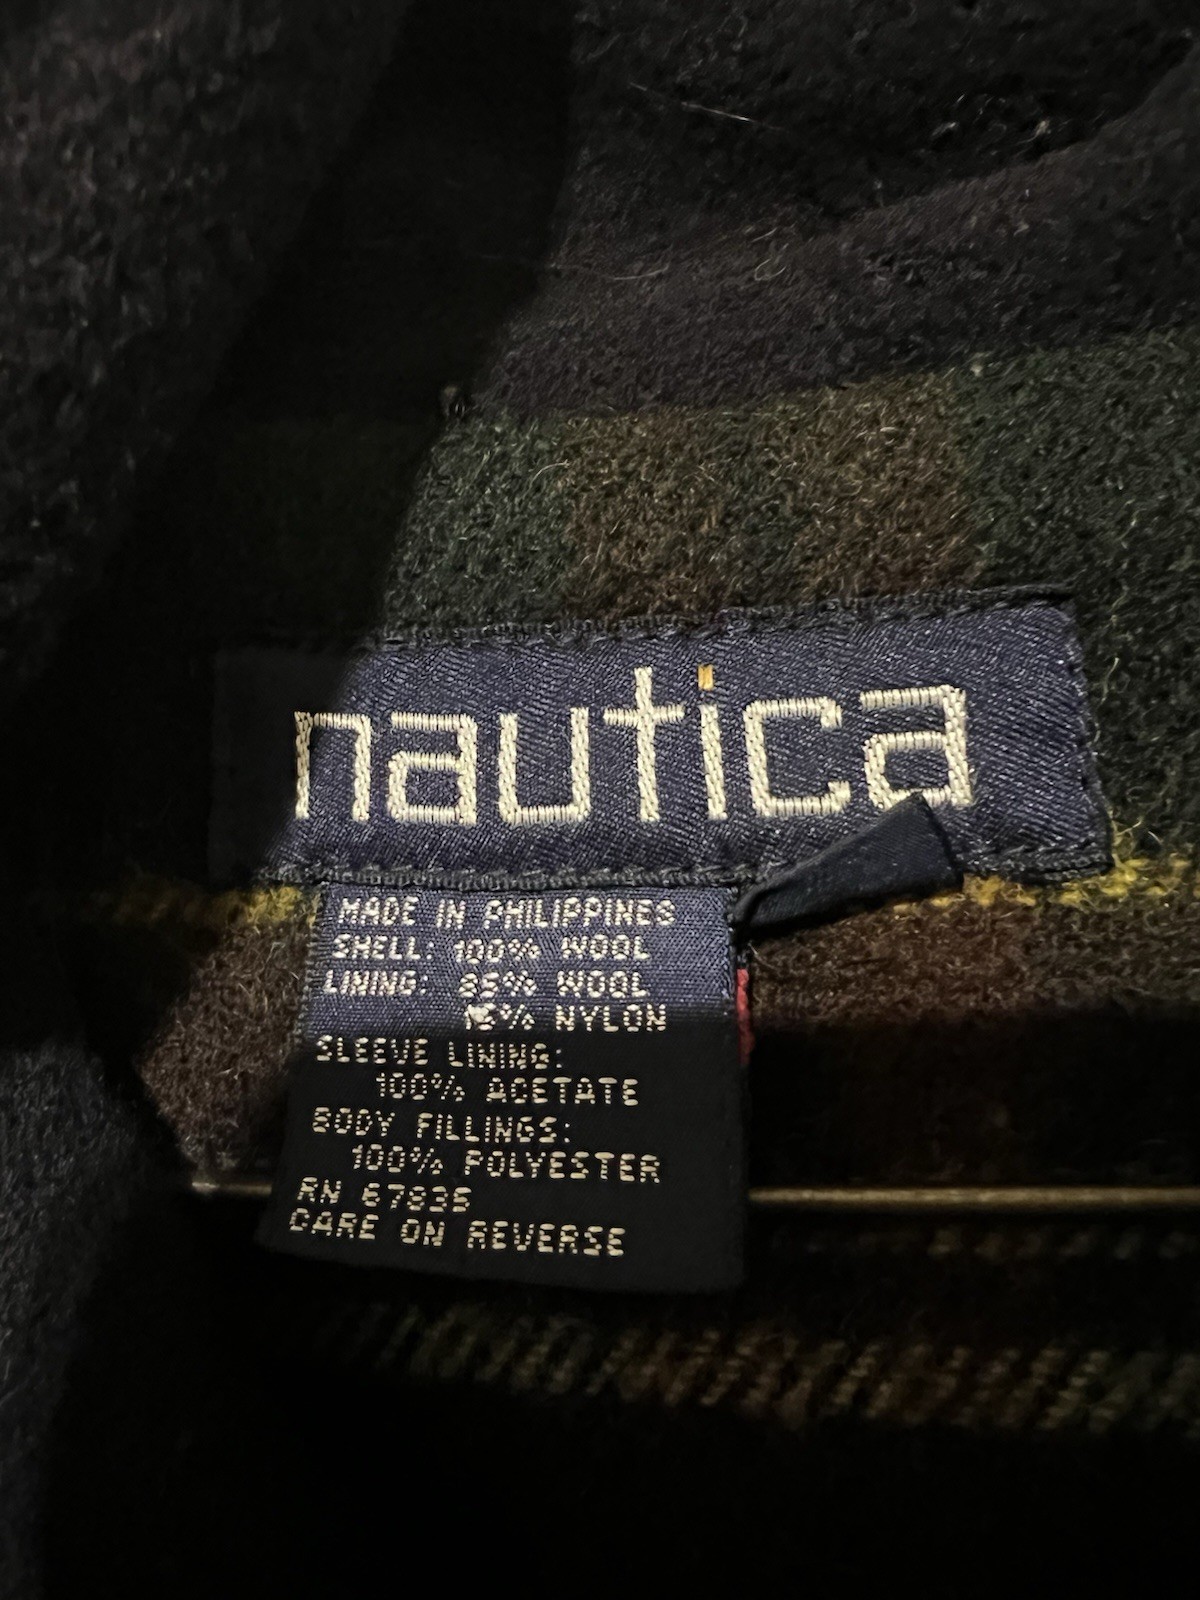 nautica
MADE IN PHILIPPINES
SHELL: 100% WOOL
LINING: 85% WOOL
15% NYLON
SLEEVE LINING:
100% ACETATE
BODY FILLINGS:
100% POLYESTER
RN 67835
CARE ON REVERSE